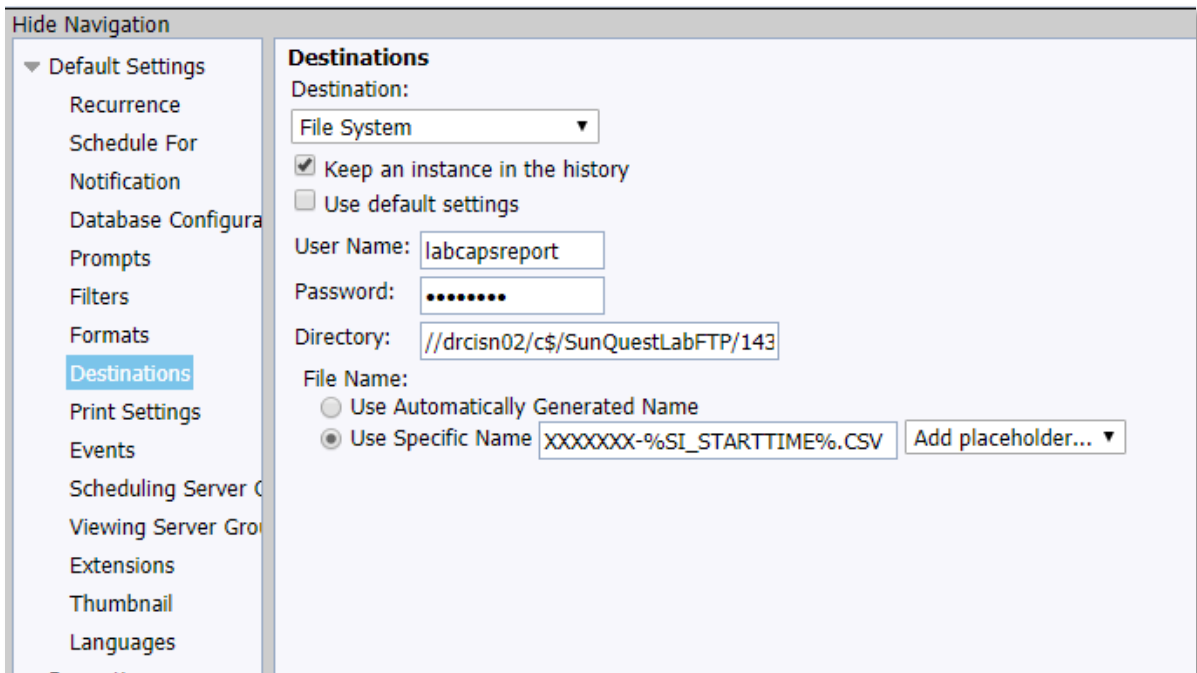 Hide Navigation
Default Settings
Recurrence
Schedule For
Notification
Database Configura
Prompts
Filters
Formats
Destinations
Print Settings
Events
Scheduling Server
Viewing Server Gro
Extensions
Thumbnail
Languages
Destinations
Destination:
File System
Keep an instance in the history
Use default settings
User Name: labcapsreport
Password: ••••••••
Directory: //drcisn02/c$/SunQuestLabFTP/143
File Name:
Use Automatically Generated Name
Use Specific Name XXXXXXX-%SI_STARTTIME%.CSV Add placeholder...